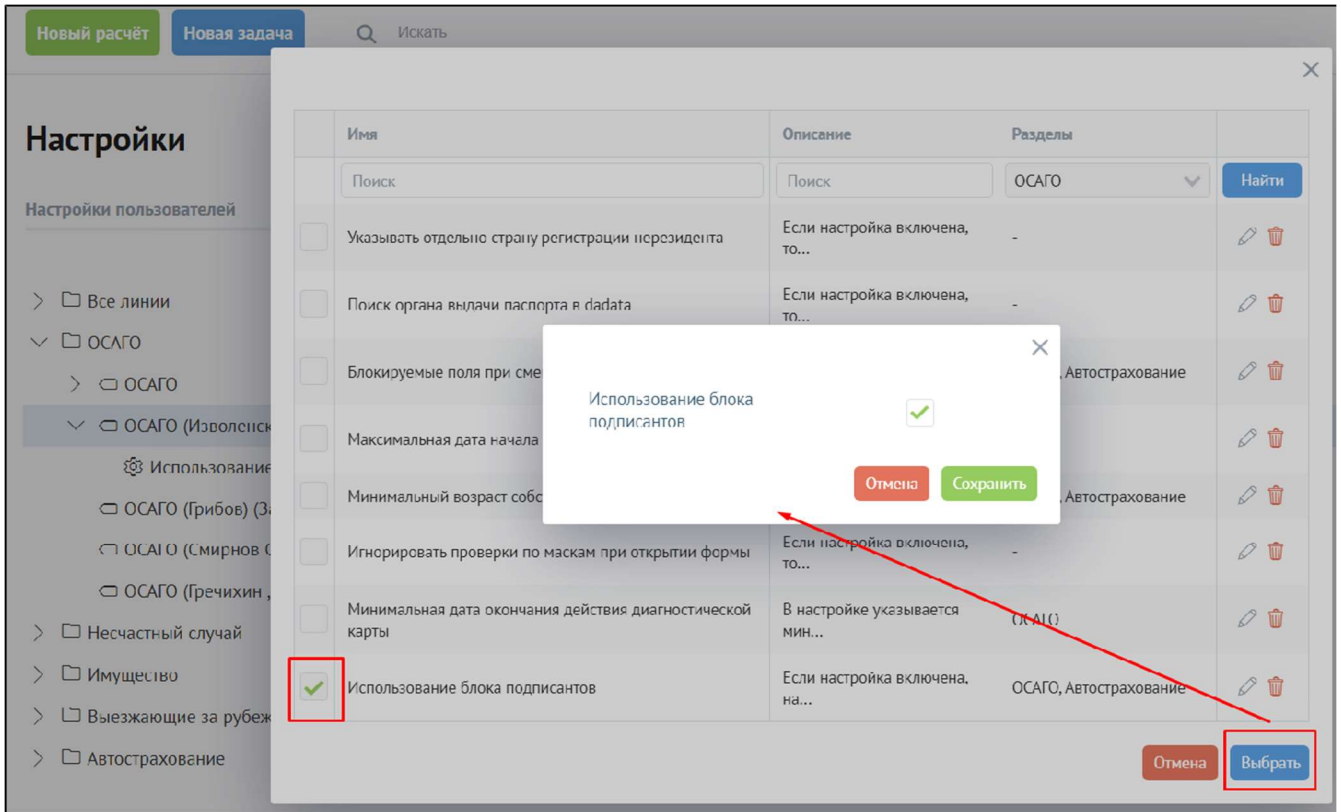 Новый расчёт
Новая задача
Искать
Настройки
Настройки пользователей
Все линии
ОСАГО
ОСАГО
ОСАГО (Изволенск
Использование
ОСАГО (Грибов) (За
ОСАГО (Смирнов С
ОСАГО (Гречихин ,
Несчастный случай
Имущество
Выезжающие за рубеж
Автострахование
Имя
Описание
Разделы
Поиск
Поиск
ОСАГО
Найти
Указывать отдельно страну регистрации нерезидента
Если настройка включена,
то...
-
Поиск органа выдачи паспорта в dadata
Если настройка включена,
то...
-
Блокируемые поля при сме
, Автострахование
Максимальная дата начала
Минимальный возраст собс
, Автострахование
Игнорировать проверки по маскам при открытии формы
Если настройка включена,
то...
-
Минимальная дата окончания действия диагностической
карты
В настройке указывается
мин...
ОСАГО
Использование блока подписантов
Если настройка включена,
на...
ОСАГО, Автострахование
Использование блока
подписантов
Отмена
Сохранить
Отмена
Выбрать